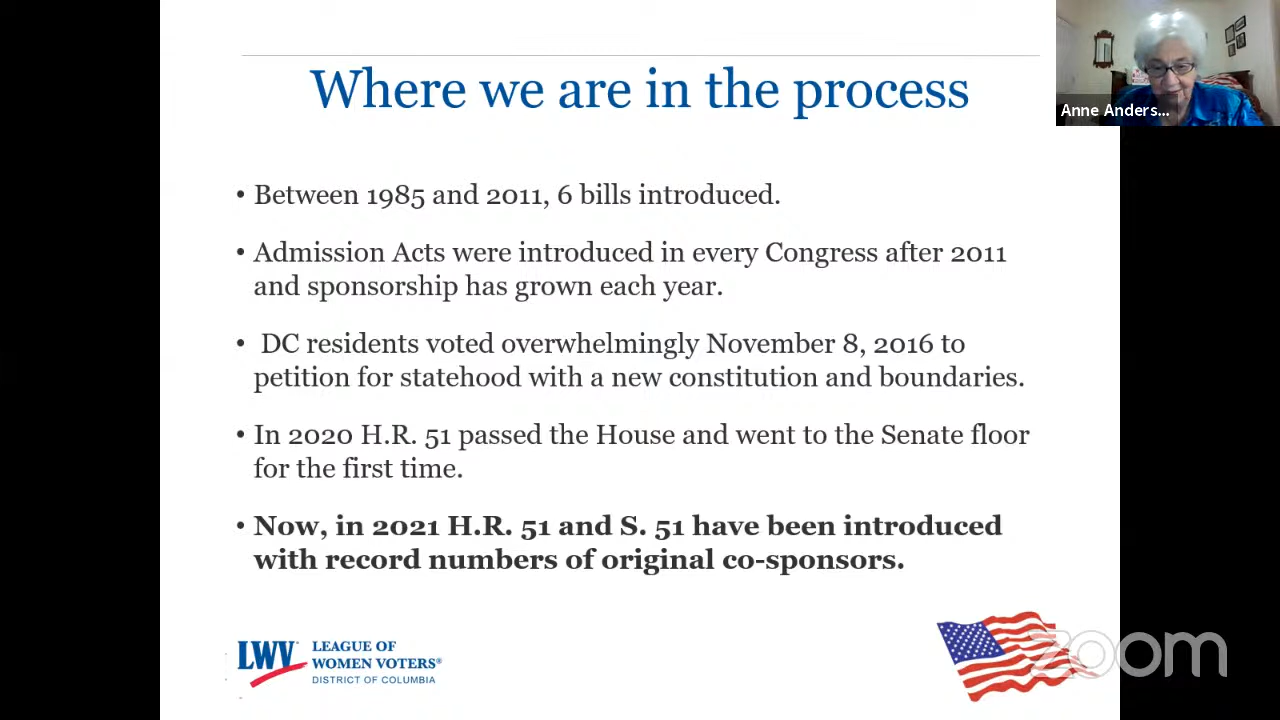 Where we are in the process
Anne Anders...
• Between 1985 and 2011, 6 bills introduced.
• Admission Acts were introduced in every Congress after 2011
and sponsorship has grown each year.
• DC residents voted overwhelmingly November 8, 2016 to
petition for statehood with a new constitution and boundaries.
• In 2020 H.R. 51 passed the House and went to the Senate floor
for the first time.
• Now, in 2021 H.R. 51 and S. 51 have been introduced
with record numbers of original co-sponsors.
LWV® LEAGUE OF
WOMEN VOTERS®
DISTRICT OF COLUMBIA
zoom